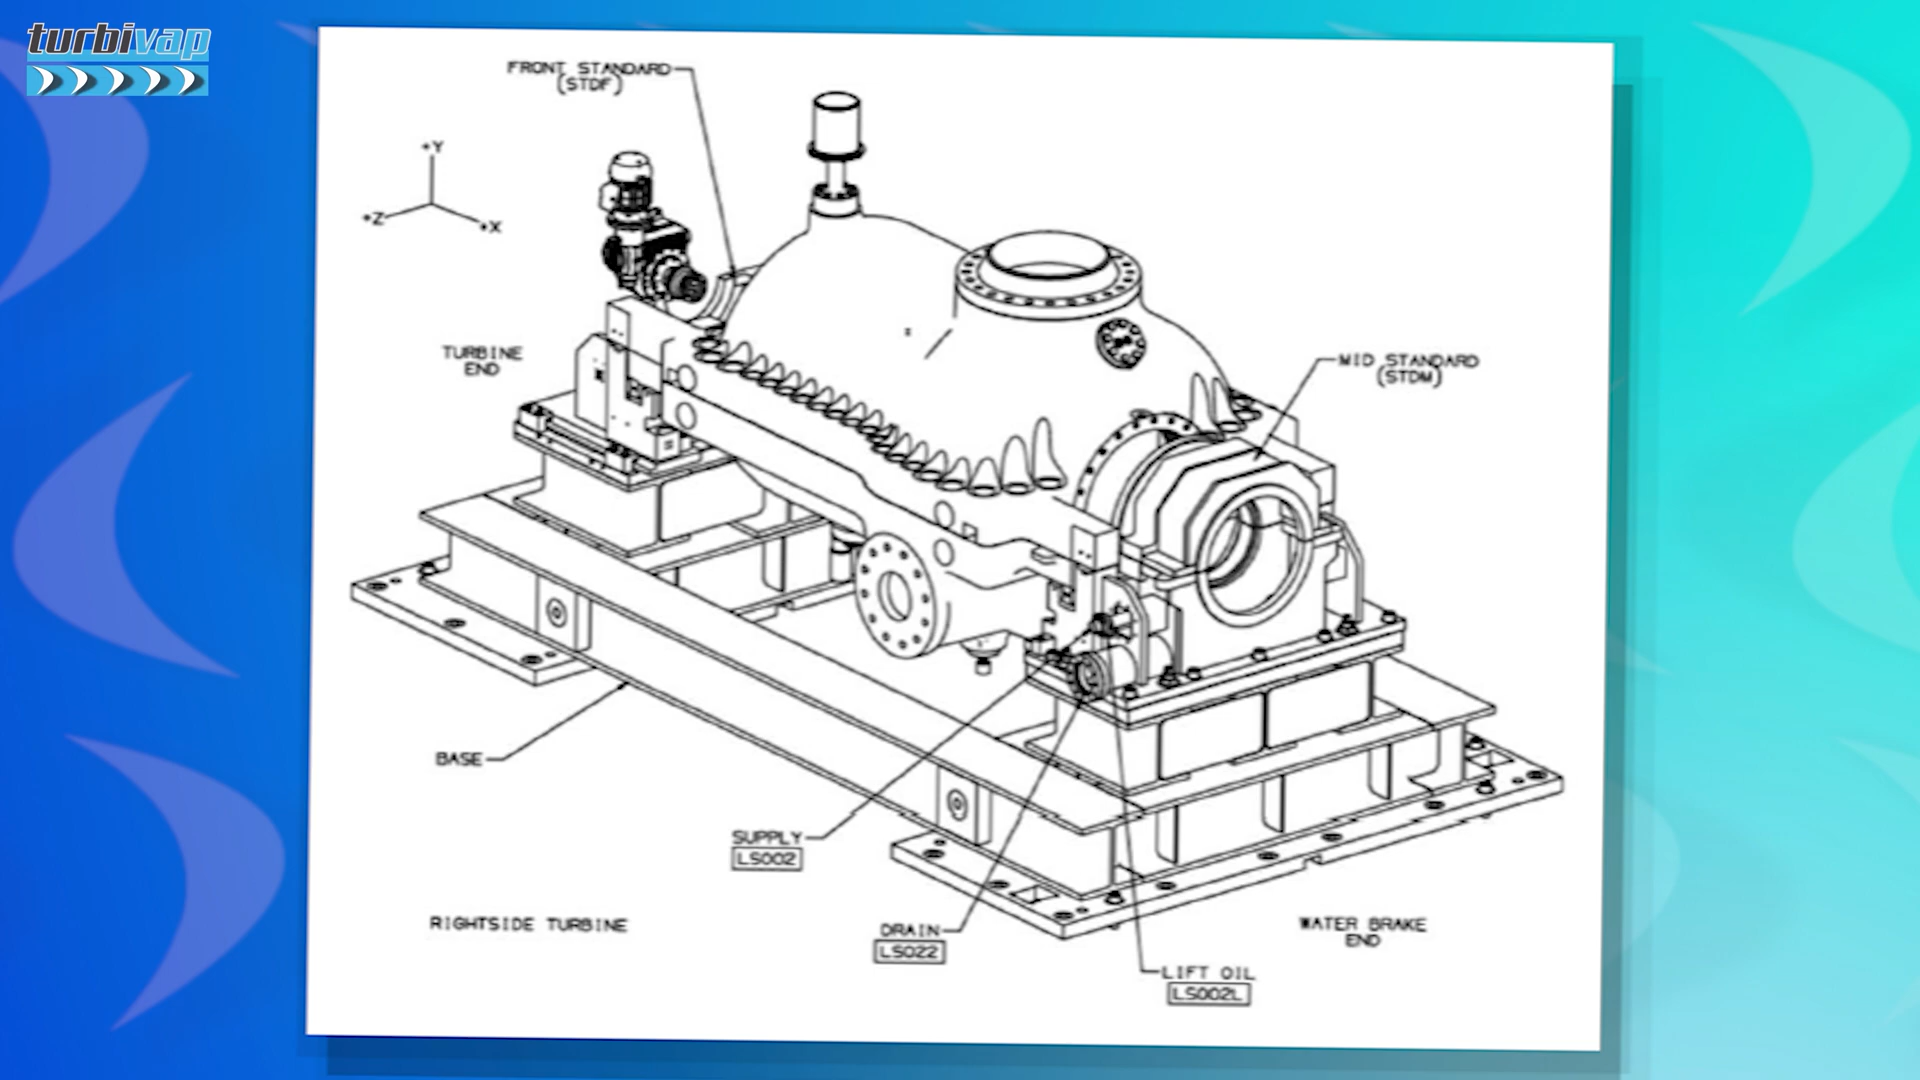 turbivap
FRONT STANDARD
(STDF)
+Y
+Z
+X
TURBINE
END
MID STANDARD
(STDM)
BASE
SUPPLY
LS002
RIGHTSIDE TURBINE
DRAIN
LS022
WATER BRAKE
END
LIFT OIL
LS002L